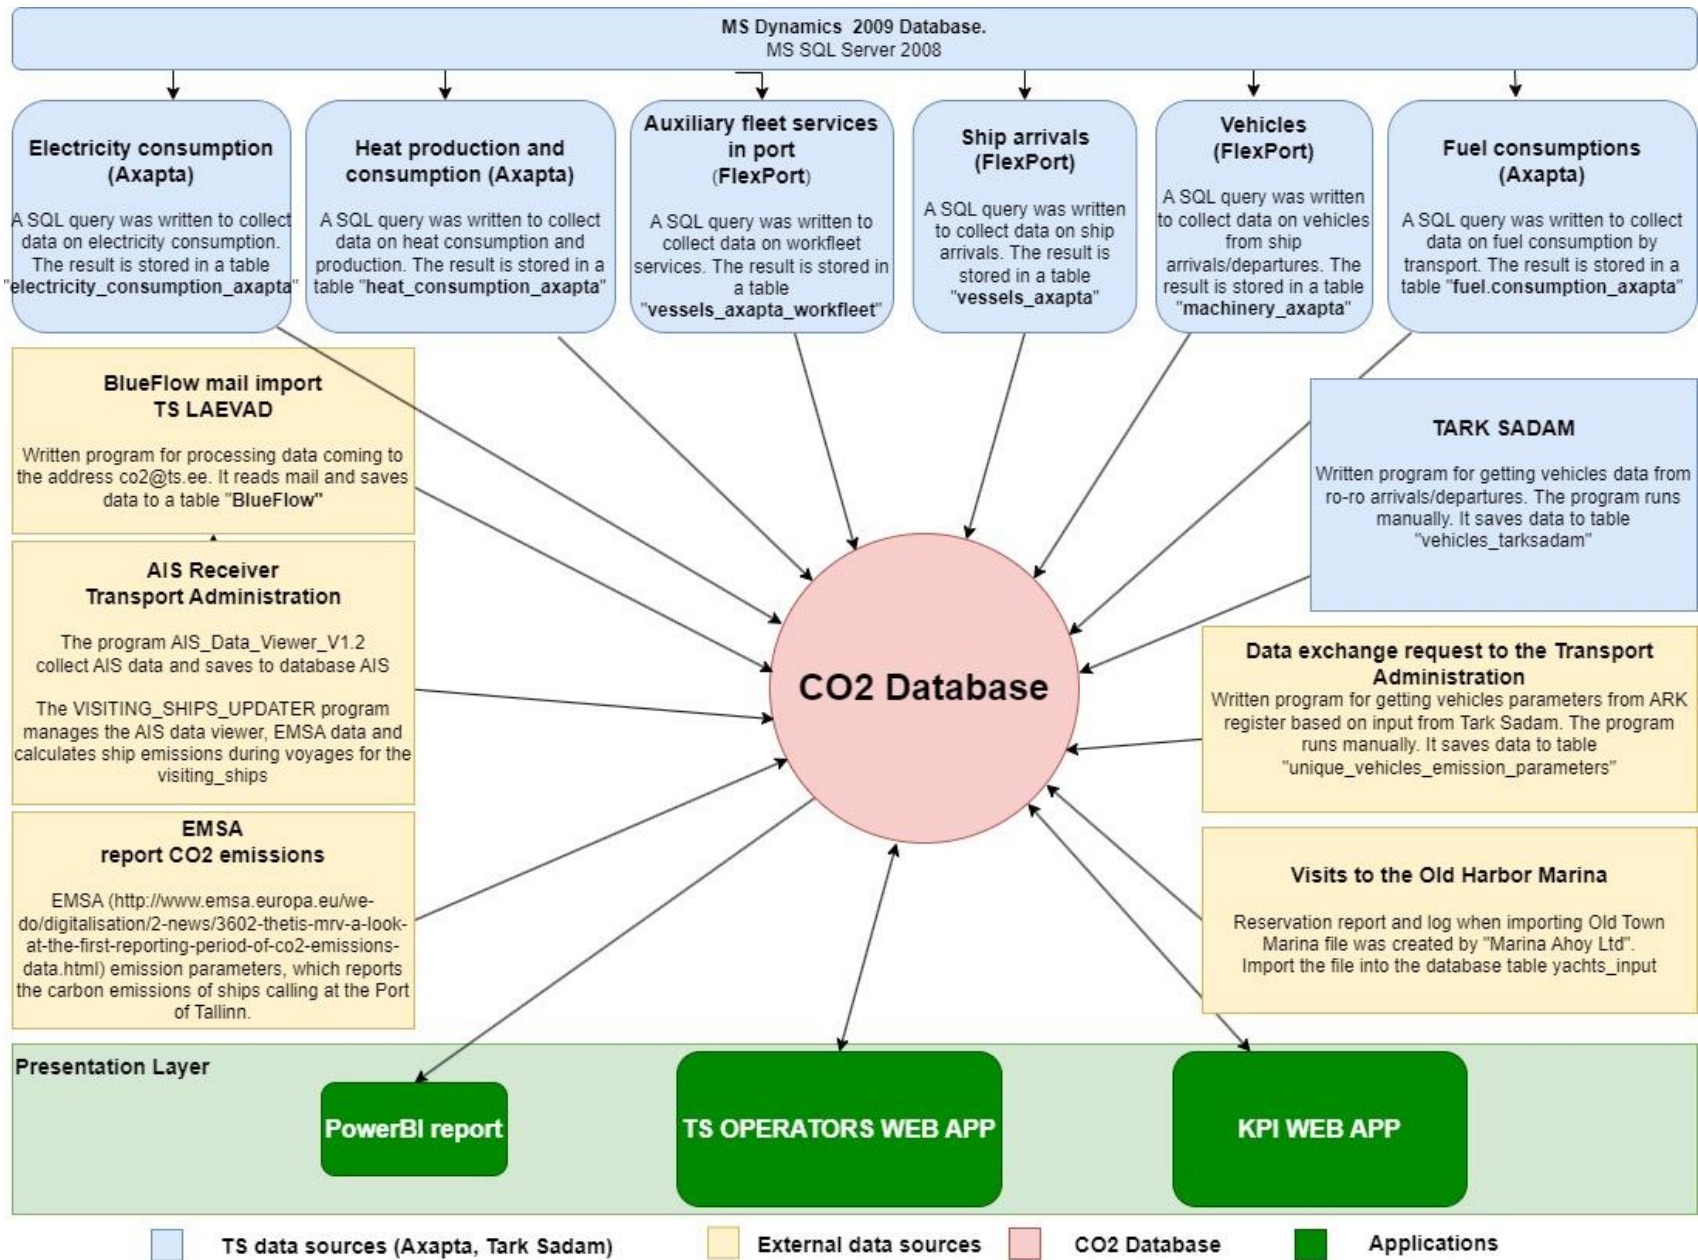 MS Dynamics 2009 Database.
MS SQL Server 2008
Electricity consumption
(Axapta)
A SQL query was written to collect
data on electricity consumption.
The result is stored in a table
"electricity_consumption_axapta"
Heat production and
consumption (Axapta)
A SQL query was written to collect
data on heat consumption and
production. The result is stored in a
table "heat_consumption_axapta"
Auxiliary fleet services
in port
(FlexPort)
A SQL query was written to
collect data on workfleet
services. The result is stored in
a table
"vessels_axapta_workfleet"
Ship arrivals
(FlexPort)
A SQL query was written
to collect data on ship
arrivals. The result is
stored in a table
"vessels_axapta"
Vehicles
(FlexPort)
A SQL query was written
to collect data on vehicles
from ship
arrivals/departures. The
result is stored in a table
"machinery_axapta"
Fuel consumptions
(Axapta)
A SQL query was written to collect
data on fuel consumption by
transport. The result is stored in a
table "fuel.consumption_axapta"
BlueFlow mail import
TS LAEVAD
Written program for processing data coming to
the address co2@ts.ee. It reads mail and saves
data to a table "BlueFlow"
AIS Receiver
Transport Administration
The program AIS_Data_Viewer_V1.2
collect AIS data and saves to database AIS
The VISITING_SHIPS_UPDATER program
manages the AIS data viewer, EMSA data and
calculates ship emissions during voyages for the
visiting_ships
EMSA
report CO2 emissions
EMSA (http://www.emsa.europa.eu/we-
do/digitalisation/2-news/3602-thetis-mrv-a-look-
at-the-first-reporting-period-of-co2-emissions-
data.html) emission parameters, which reports
the carbon emissions of ships calling at the Port
of Tallinn.
CO2 Database
TARK SADAM
Written program for getting vehicles data from
ro-ro arrivals/departures. The program runs
manually. It saves data to table
"vehicles_tarksadam"
Data exchange request to the Transport
Administration
Written program for getting vehicles parameters from ARK
register based on input from Tark Sadam. The program
runs manually. It saves data to table
"unique_vehicles_emission_parameters"
Visits to the Old Harbor Marina
Reservation report and log when importing Old Town
Marina file was created by "Marina Ahoy Ltd".
Import the file into the database table yachts_input
Presentation Layer
PowerBI report
TS OPERATORS WEB APP
KPI WEB APP
TS data sources (Axapta, Tark Sadam)
External data sources
CO2 Database
Applications